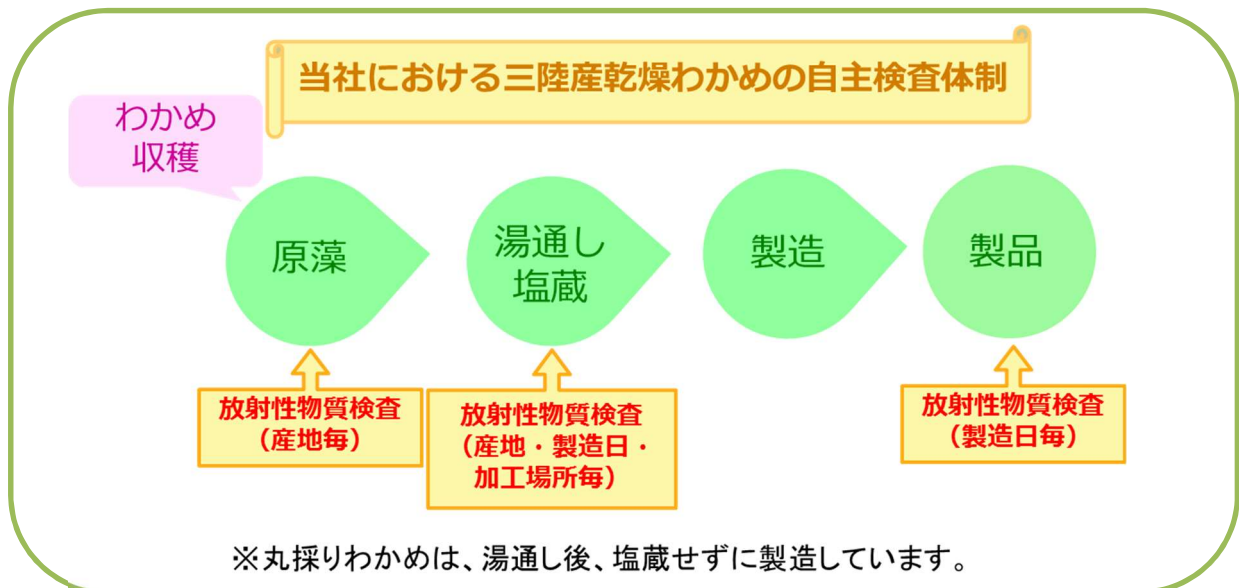 当社における三陸産乾燥わかめの自主検査体制
わかめ
収穫
原藻
湯通し
塩蔵
製造
製品
放射性物質検査
（産地毎）
放射性物質検査
（産地・製造日・
加工場所毎）
放射性物質検査
（製造日毎）
※丸採りわかめは、湯通し後、塩蔵せずに製造しています。